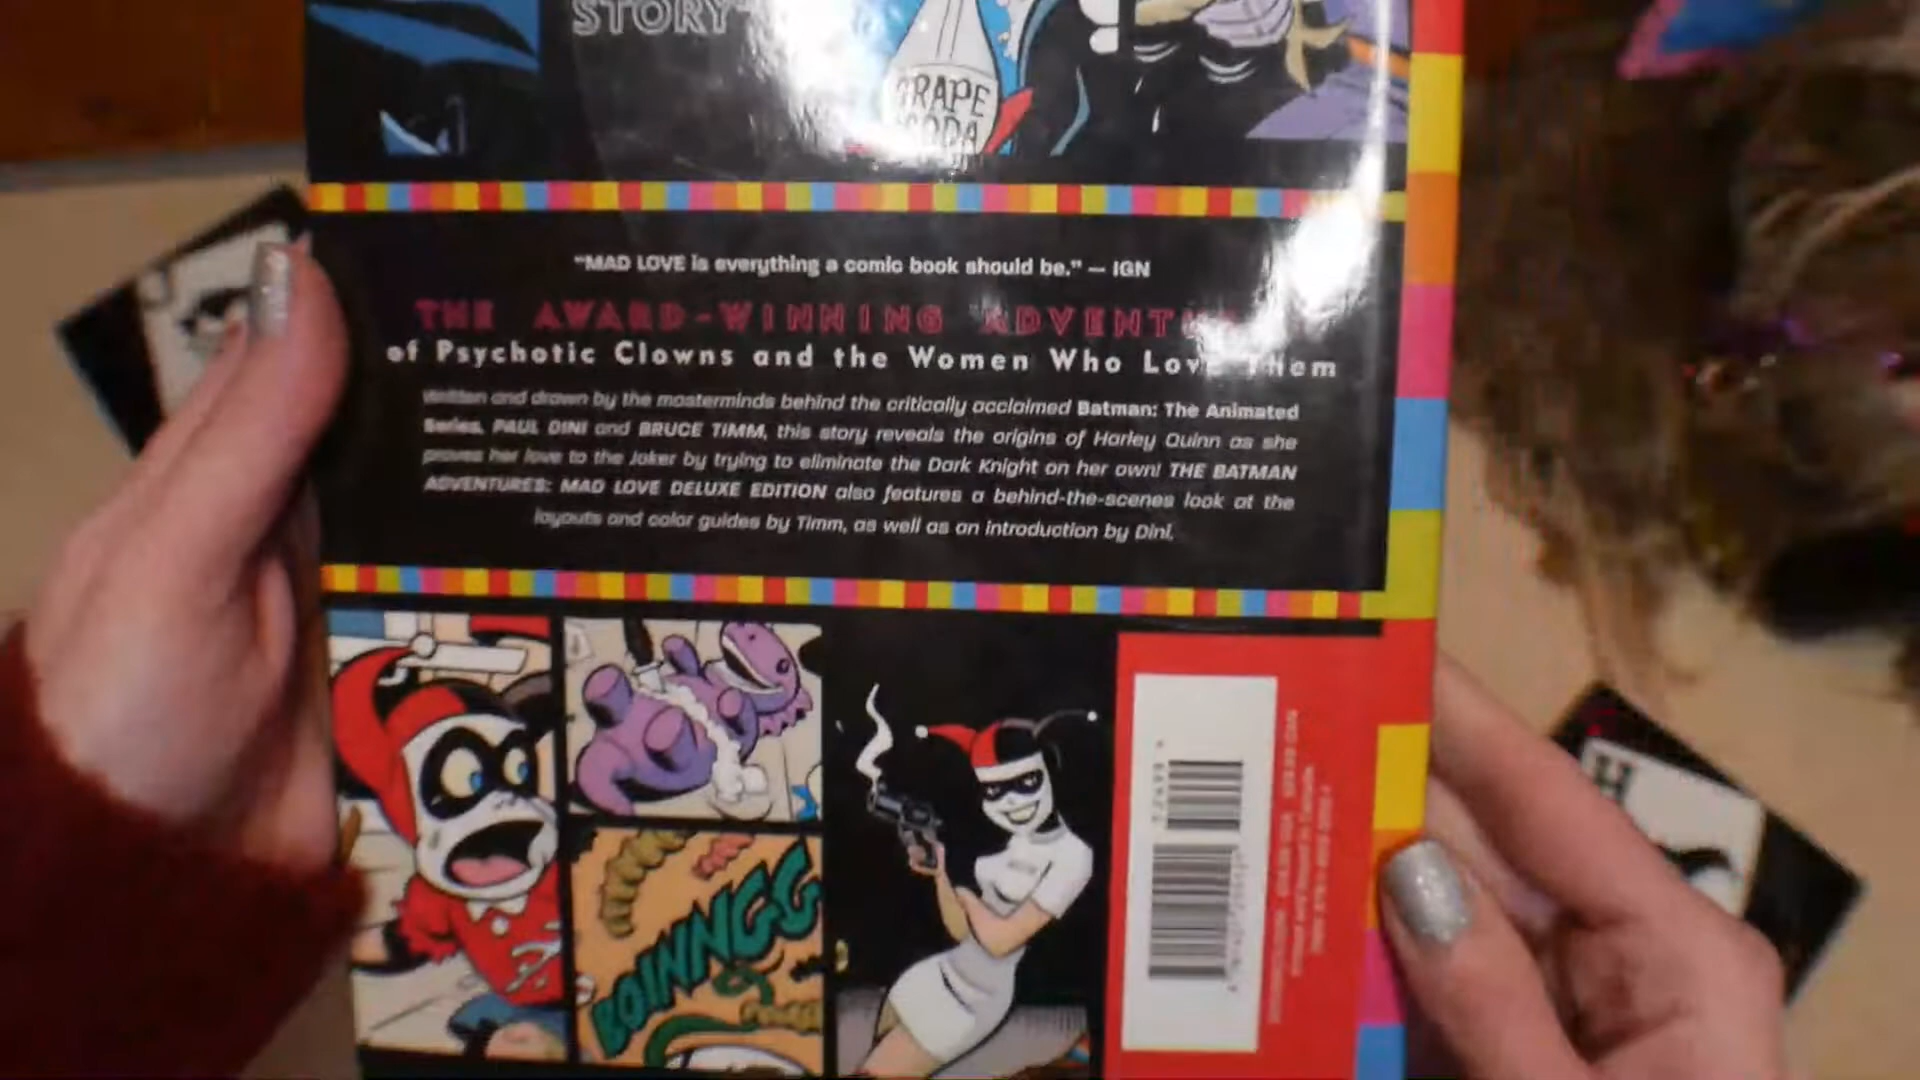 STORY"
GRAPE
SODA
"MAD LOVE is everything a comic book should be." — IGN
THE AWARD-WINNING
of Psychotic Clowns and the Women Who Love Them
Written and drawn by the masterminds behind the critically acclaimed Batman: The Animated
Series, PAUL DINI and BRUCE TIMM, this story reveals the origins of Harley Quinn as she
proves her love to the Joker by trying to eliminate the Dark Knight on her own! THE BATMAN
ADVENTURES: MAD LOVE DELUXE EDITION also features a behind-the-scenes look at the
layouts and color guides by Timm, as well as an introduction by Dini.
BOINNGG
H